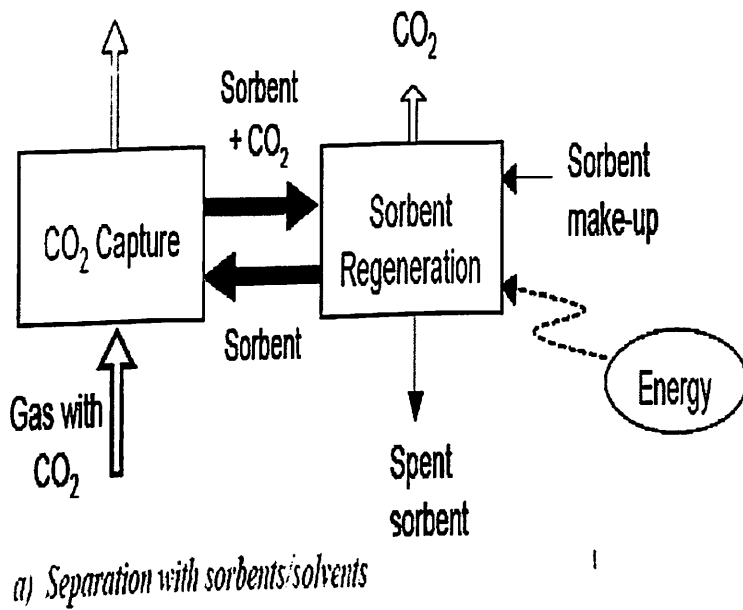 CO₂
Sorbent
+ CO₂
CO₂ Capture
Sorbent
Regeneration
Sorbent
make-up
Sorbent
Gas with
CO₂
Energy
Spent
sorbent
a) Separation with sorbents/solvents